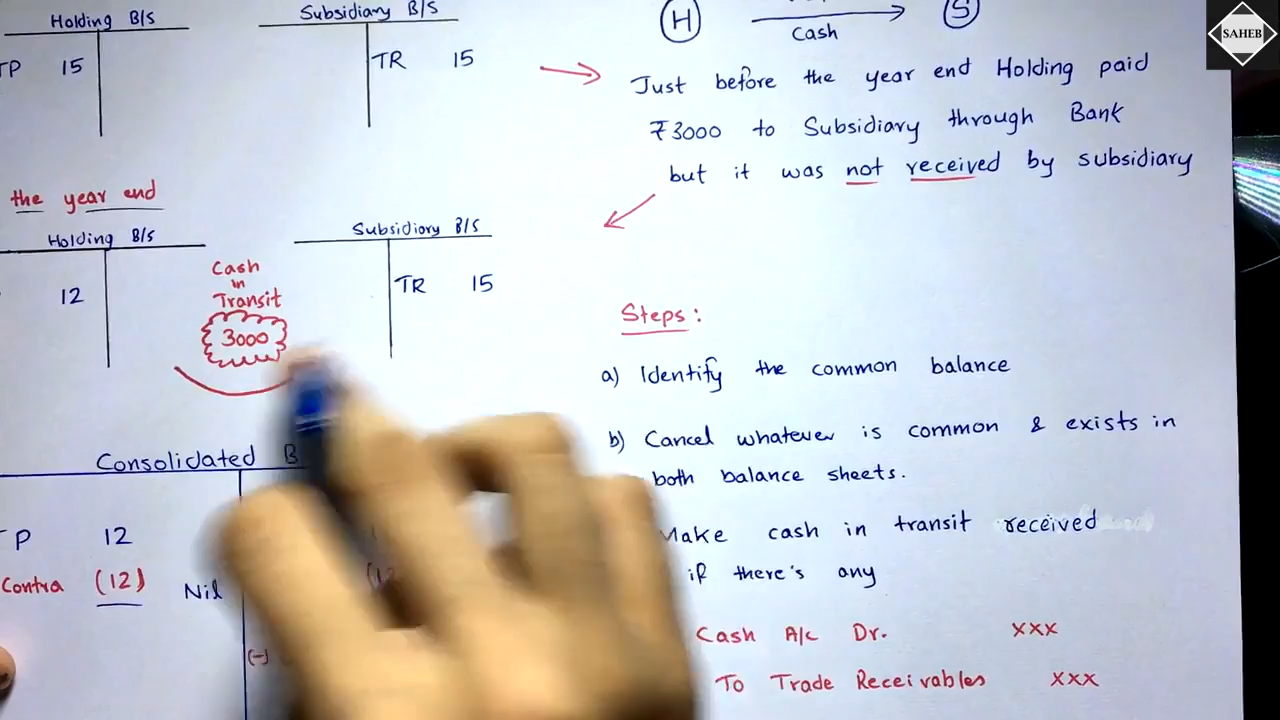 Holding B/S
Subsidiary B/S
H
S
Cash
SAHEB
TP 15
TR 15
Just before the year end Holding paid
₹3000 to Subsidiary through Bank
but it was not received by subsidiary
the year end
Holding B/S
Subsidiary B/S
12
Cash
in
Transit
3000
TR 15
Steps:
a) Identify the common balance
b) Cancel whatever is common & exists in
both balance sheets.
Make cash in transit received
if there's any
Cash A/c Dr. xxx
To Trade Receivables xxx
Consolidated B
TP 12
Contra (12) Nil
(-)